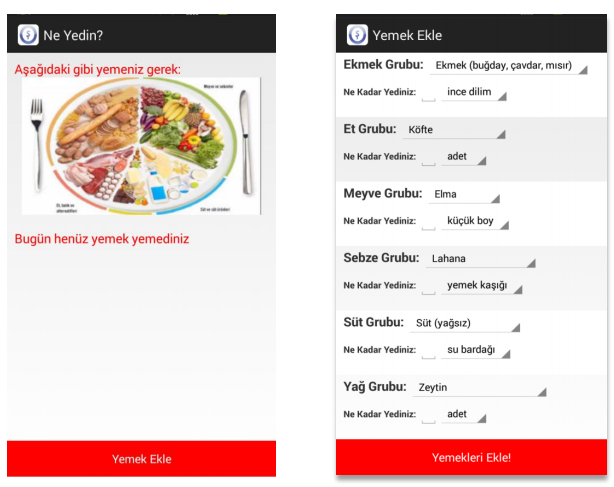 Ne Yedin?
Aşağıdaki gibi yemeniz gerek:
Meyve ve sebzeler
Et, balık ve
alternatifleri
Süt ve süt ürünleri
Bugün henüz yemek yemediniz
Yemek Ekle
Yemek Ekle
Ekmek Grubu: Ekmek (buğday, çavdar, mısır)
Ne Kadar Yediniz: ince dilim
Et Grubu: Köfte
Ne Kadar Yediniz: adet
Meyve Grubu: Elma
Ne Kadar Yediniz: küçük boy
Sebze Grubu: Lahana
Ne Kadar Yediniz: yemek kaşığı
Süt Grubu: Süt (yağsız)
Ne Kadar Yediniz: su bardağı
Yağ Grubu: Zeytin
Ne Kadar Yediniz: adet
Yemekleri Ekle!